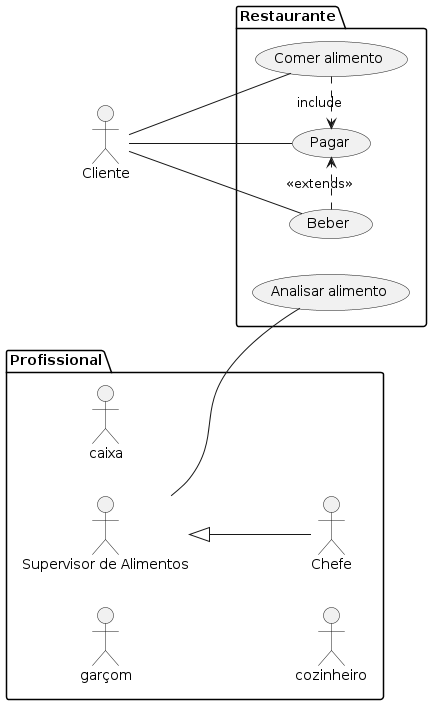 Restaurante
Comer alimento
include
Cliente
Pagar
«extends»
Beber
Analisar alimento
Profissional
caixa
Supervisor de Alimentos
Chefe
garçom
cozinheiro